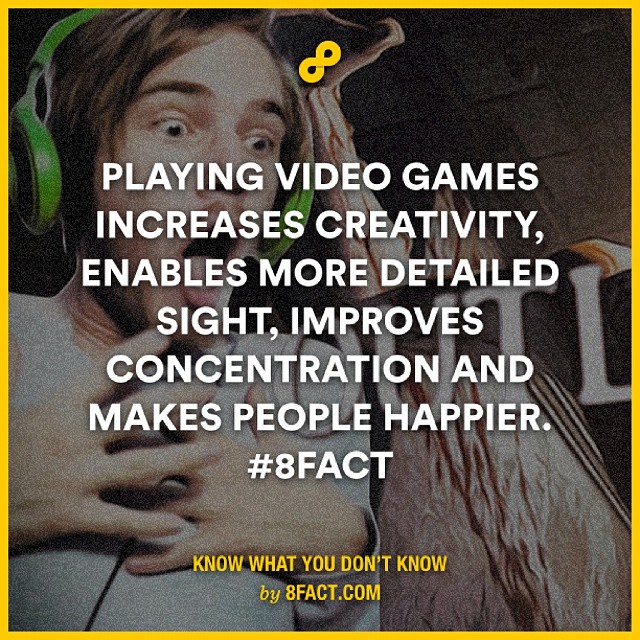 PLAYING VIDEO GAMES
INCREASES CREATIVITY,
ENABLES MORE DETAILED
SIGHT, IMPROVES
CONCENTRATION AND
MAKES PEOPLE HAPPIER.
#8FACT
KNOW WHAT YOU DON'T KNOW
by 8FACT.COM